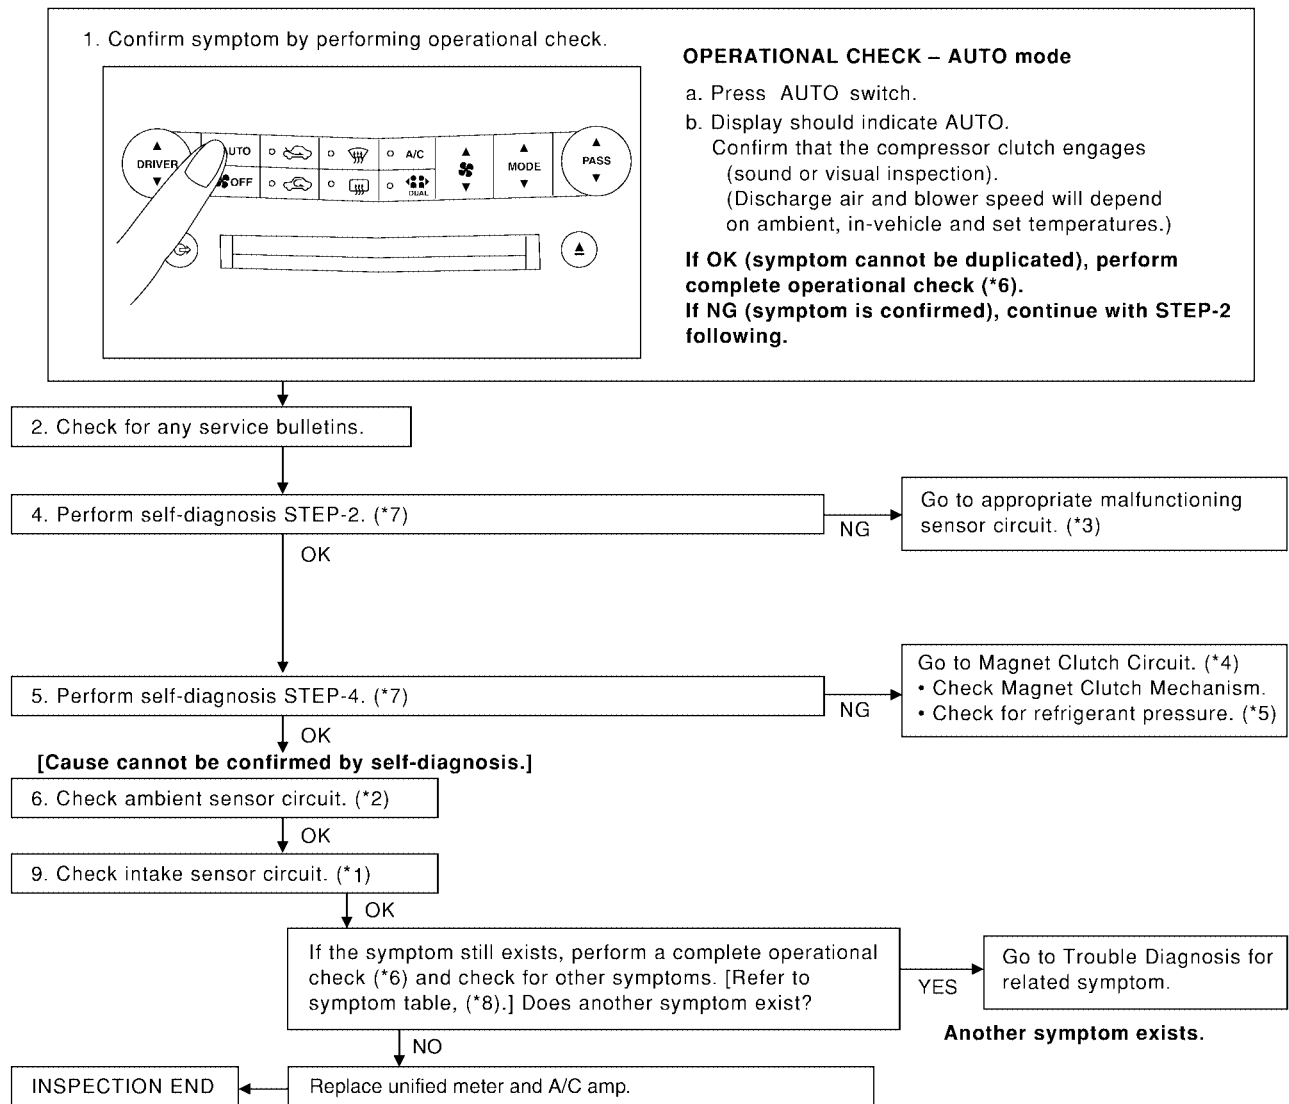 1. Confirm symptom by performing operational check.
DRIVER
UTO
A/C
MODE
PASS
OFF
DUAL
OPERATIONAL CHECK – AUTO mode
a. Press AUTO switch.
b. Display should indicate AUTO.
Confirm that the compressor clutch engages
(sound or visual inspection).
(Discharge air and blower speed will depend
on ambient, in-vehicle and set temperatures.)
If OK (symptom cannot be duplicated), perform
complete operational check (*6).
If NG (symptom is confirmed), continue with STEP-2
following.
2. Check for any service bulletins.
4. Perform self-diagnosis STEP-2. (*7)
NG
Go to appropriate malfunctioning
sensor circuit. (*3)
OK
5. Perform self-diagnosis STEP-4. (*7)
NG
Go to Magnet Clutch Circuit. (*4)
• Check Magnet Clutch Mechanism.
• Check for refrigerant pressure. (*5)
OK
[Cause cannot be confirmed by self-diagnosis.]
6. Check ambient sensor circuit. (*2)
OK
9. Check intake sensor circuit. (*1)
OK
If the symptom still exists, perform a complete operational
check (*6) and check for other symptoms. [Refer to
symptom table, (*8).] Does another symptom exist?
YES
Go to Trouble Diagnosis for
related symptom.
Another symptom exists.
NO
INSPECTION END
Replace unified meter and A/C amp.